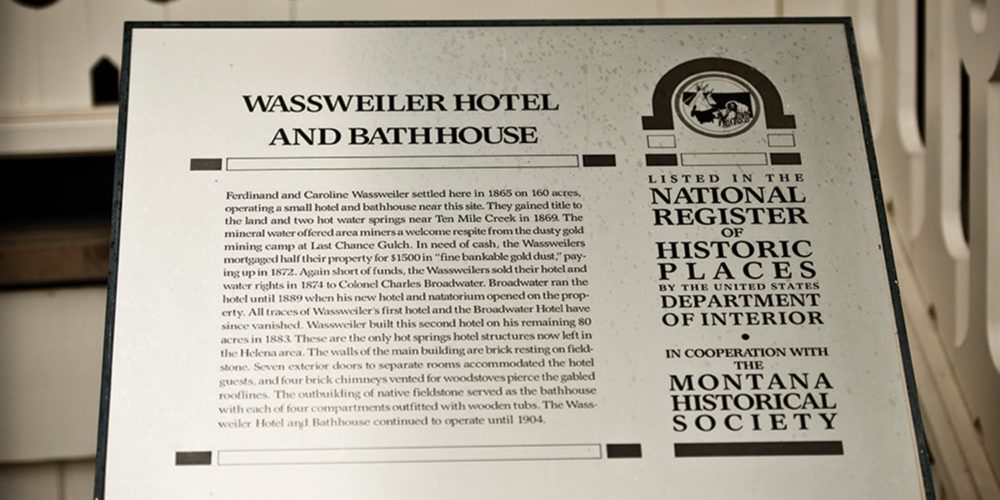 WASSWEILER HOTEL
AND BATHHOUSE
Ferdinand and Caroline Wassweiler settled here in 1865 on 160 acres,
operating a small hotel and bathhouse near this site. They gained title to
the land and two hot water springs near Ten Mile Creek in 1869. The
mineral water offered area miners a welcome respite from the dusty gold
mining camp at Last Chance Gulch. In need of cash, the Wassweilers
mortgaged half their property for $1500 in "fine bankable gold dust," pay-
ing up in 1872. Again short of funds, the Wassweilers sold their hotel and
water rights in 1874 to Colonel Charles Broadwater. Broadwater ran the
hotel until 1889 when his new hotel and natatorium opened on the prop-
erty. All traces of Wassweiler's first hotel and the Broadwater Hotel have
since vanished. Wassweiler built this second hotel on his remaining 80
acres in 1883. These are the only hot springs hotel structures now left in
the Helena area. The walls of the main building are brick resting on field-
stone. Seven exterior doors to separate rooms accommodated the hotel
guests, and four brick chimneys vented for woodstoves pierce the gabled
rooflines. The outbuilding of native fieldstone served as the bathhouse
with each of four compartments outfitted with wooden tubs. The Wass-
weiler Hotel and Bathhouse continued to operate until 1904.
LISTED IN THE
NATIONAL
REGISTER
OF
HISTORIC
PLACES
BY THE UNITED STATES
DEPARTMENT
OF INTERIOR
•
IN COOPERATION WITH
THE
MONTANA
HISTORICAL
SOCIETY